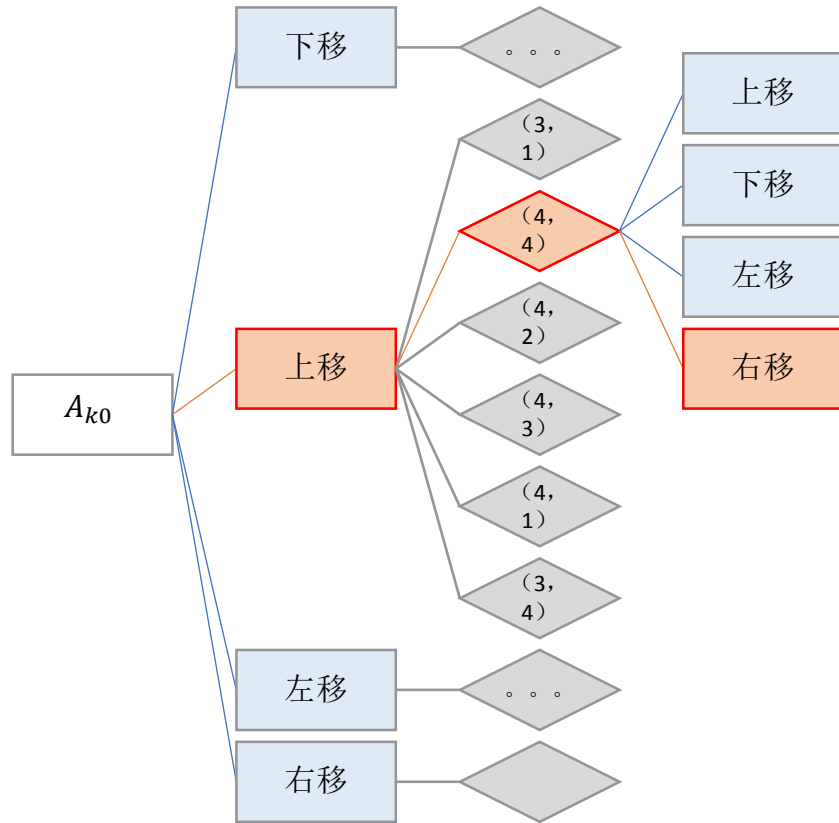 下移
。。。
上移
(3,
1)
下移
(4,
4)
左移
(4,
2)
上移
右移
A_{k0}
(4,
3)
(4,
1)
(3,
4)
左移
。。。
右移